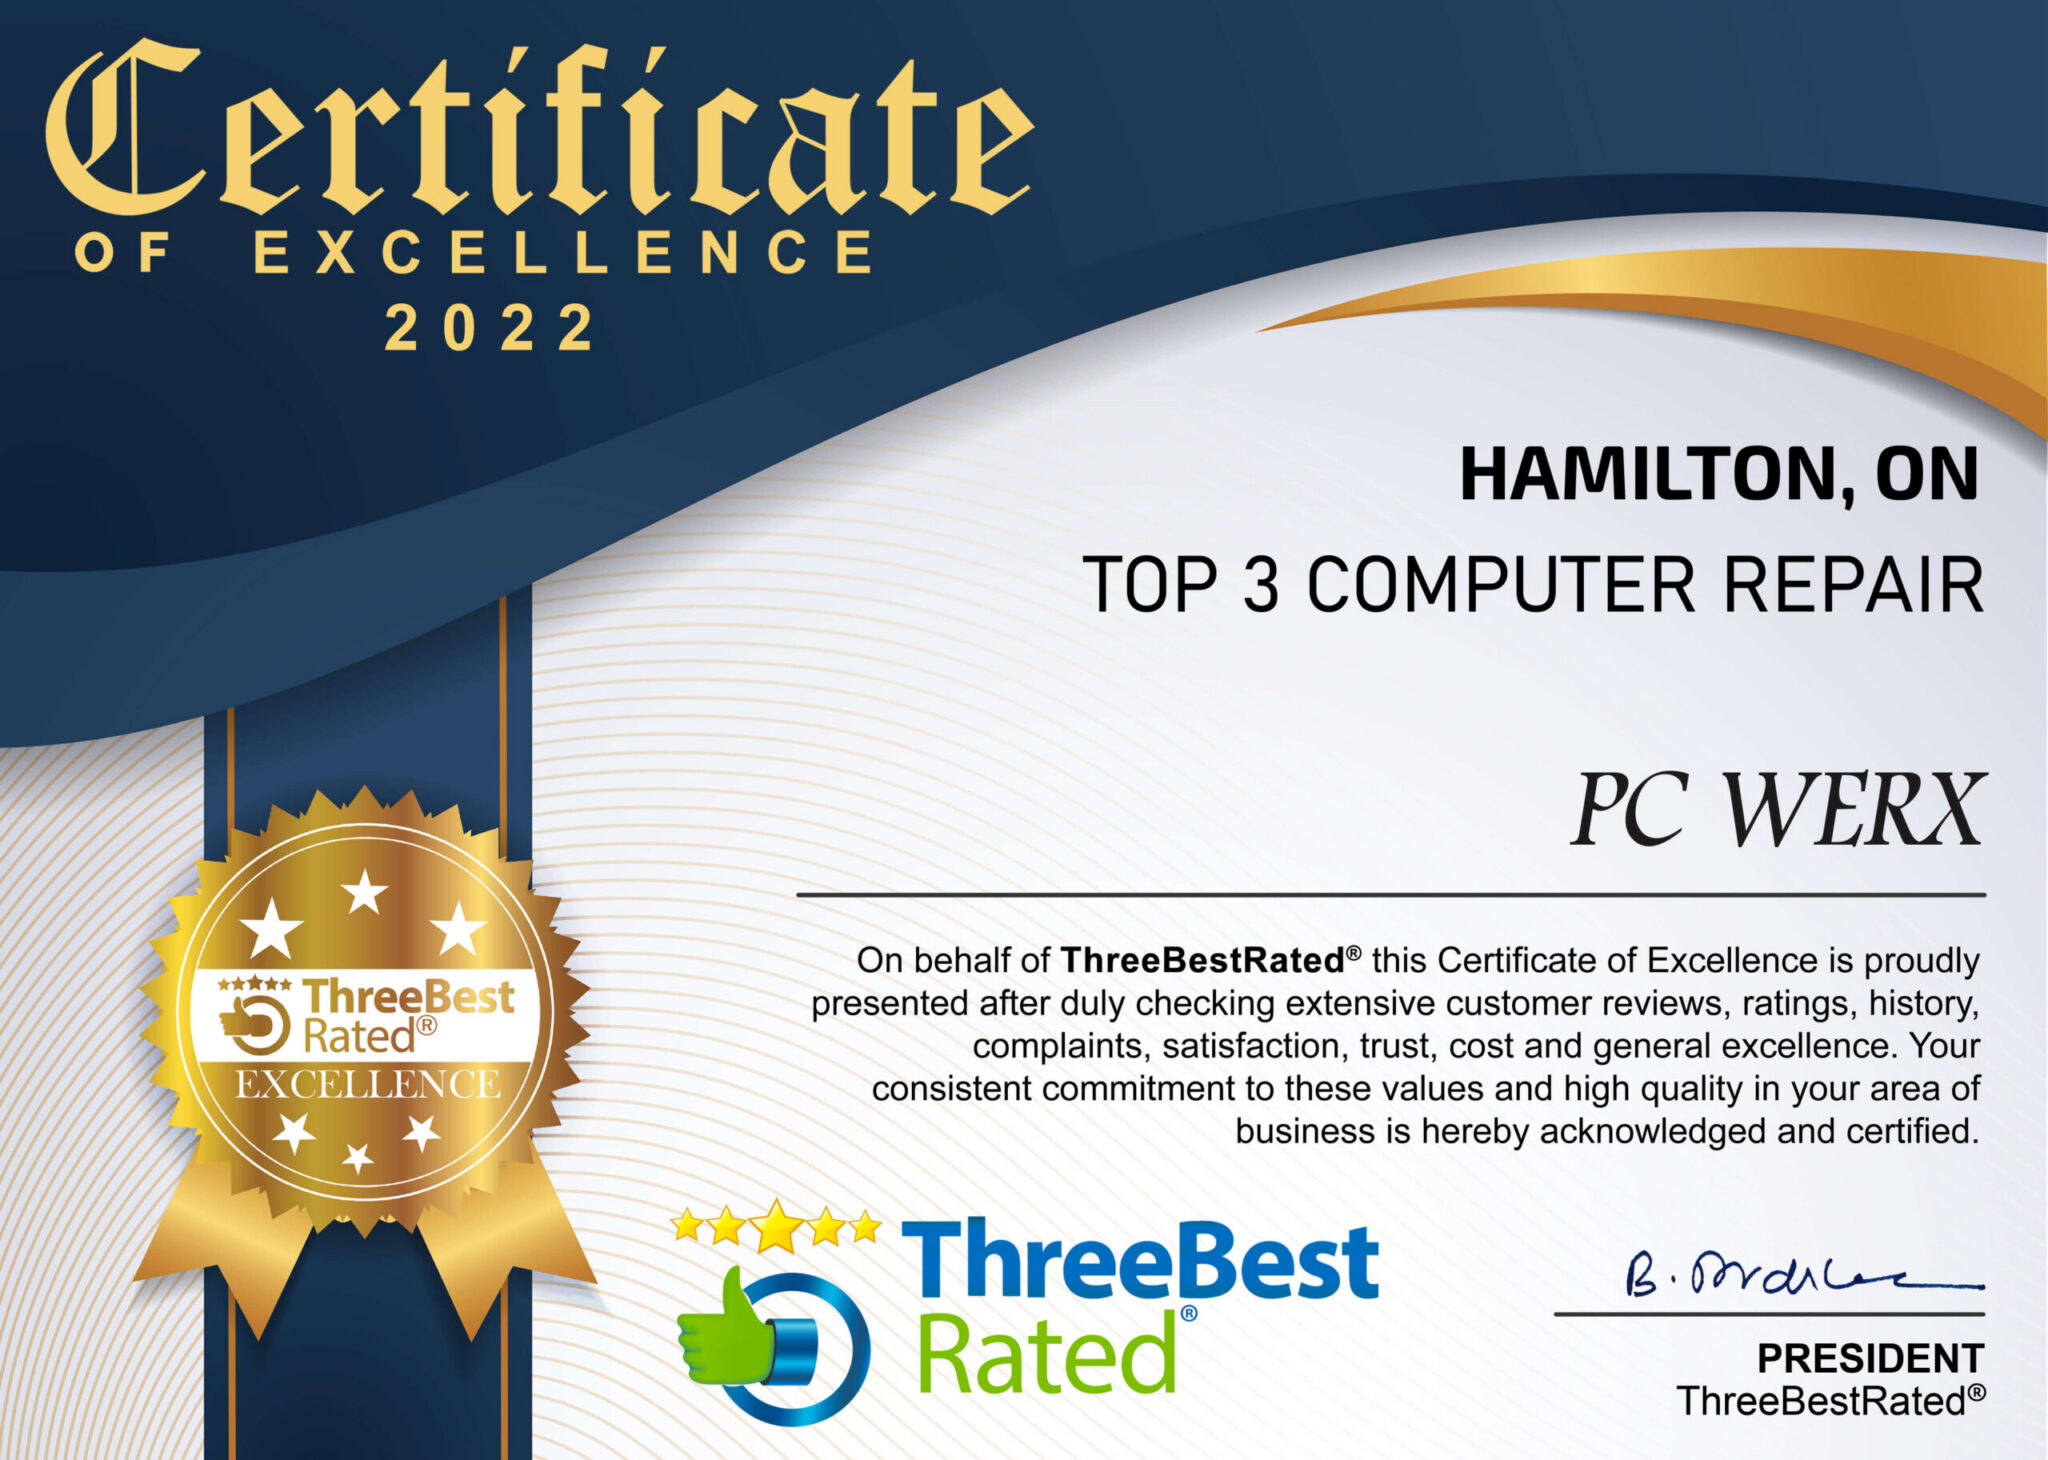 Certificate
OF EXCELLENCE
2022
HAMILTON, ON
TOP 3 COMPUTER REPAIR
PC WERX
On behalf of ThreeBestRated® this Certificate of Excellence is proudly
presented after duly checking extensive customer reviews, ratings, history,
complaints, satisfaction, trust, cost and general excellence. Your
consistent commitment to these values and high quality in your area of
business is hereby acknowledged and certified.
ThreeBest
Rated®
EXCELLENCE
ThreeBest
Rated®
B.
PRESIDENT
ThreeBestRated®